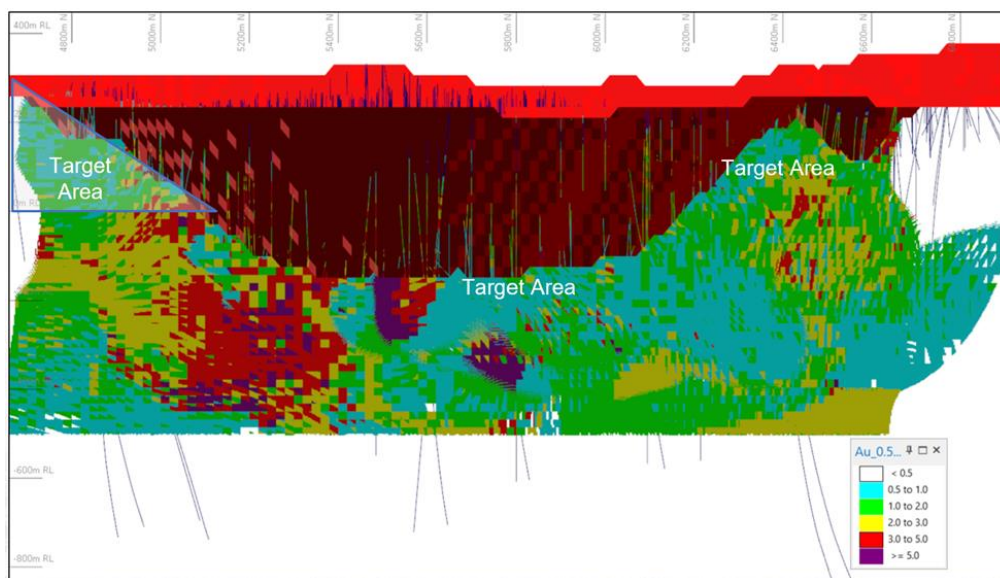 400m RL
4800m N
5000m N
5200m N
5400m N
5600m N
5800m N
6000m N
6200m N
6400m N
6600m N
Target
Area
Target Area
Target Area
-600m RL
-800m RL
Au_0.5...
< 0.5
0.5 to 1.0
1.0 to 2.0
2.0 to 3.0
3.0 to 5.0
>= 5.0